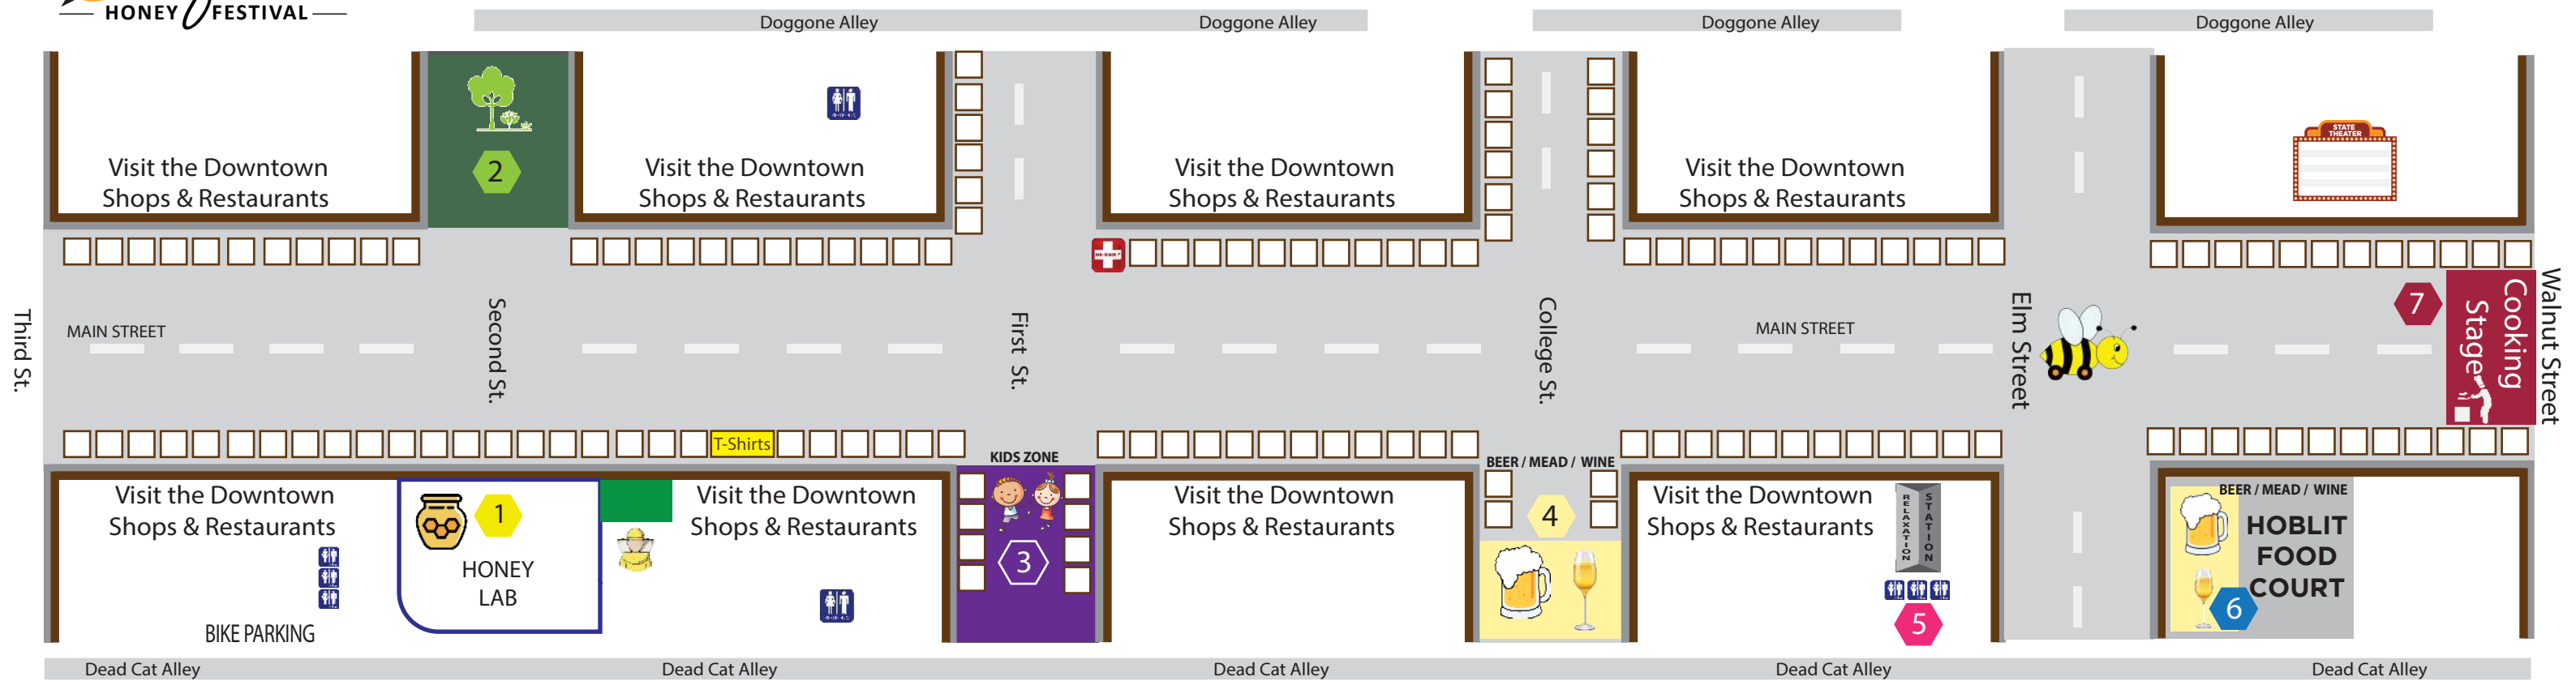 HONEY FESTIVAL
Doggone Alley
Doggone Alley
Doggone Alley
Doggone Alley
STATE
THEATER
2
Visit the Downtown
Shops & Restaurants
Visit the Downtown
Shops & Restaurants
Visit the Downtown
Shops & Restaurants
Visit the Downtown
Shops & Restaurants
Third St.
MAIN STREET
Second St.
First St.
College St.
MAIN STREET
Elm Street
7
Cooking
Stage
Walnut Street
T-Shirts
KIDS ZONE
BEER / MEAD / WINE
Visit the Downtown
Shops & Restaurants
1
HONEY
LAB
BIKE PARKING
Visit the Downtown
Shops & Restaurants
3
Visit the Downtown
Shops & Restaurants
4
Visit the Downtown
Shops & Restaurants
RELAXATION
STATION
5
BEER / MEAD / WINE
HOBLIT
FOOD
COURT
6
Dead Cat Alley
Dead Cat Alley
Dead Cat Alley
Dead Cat Alley
Dead Cat Alley